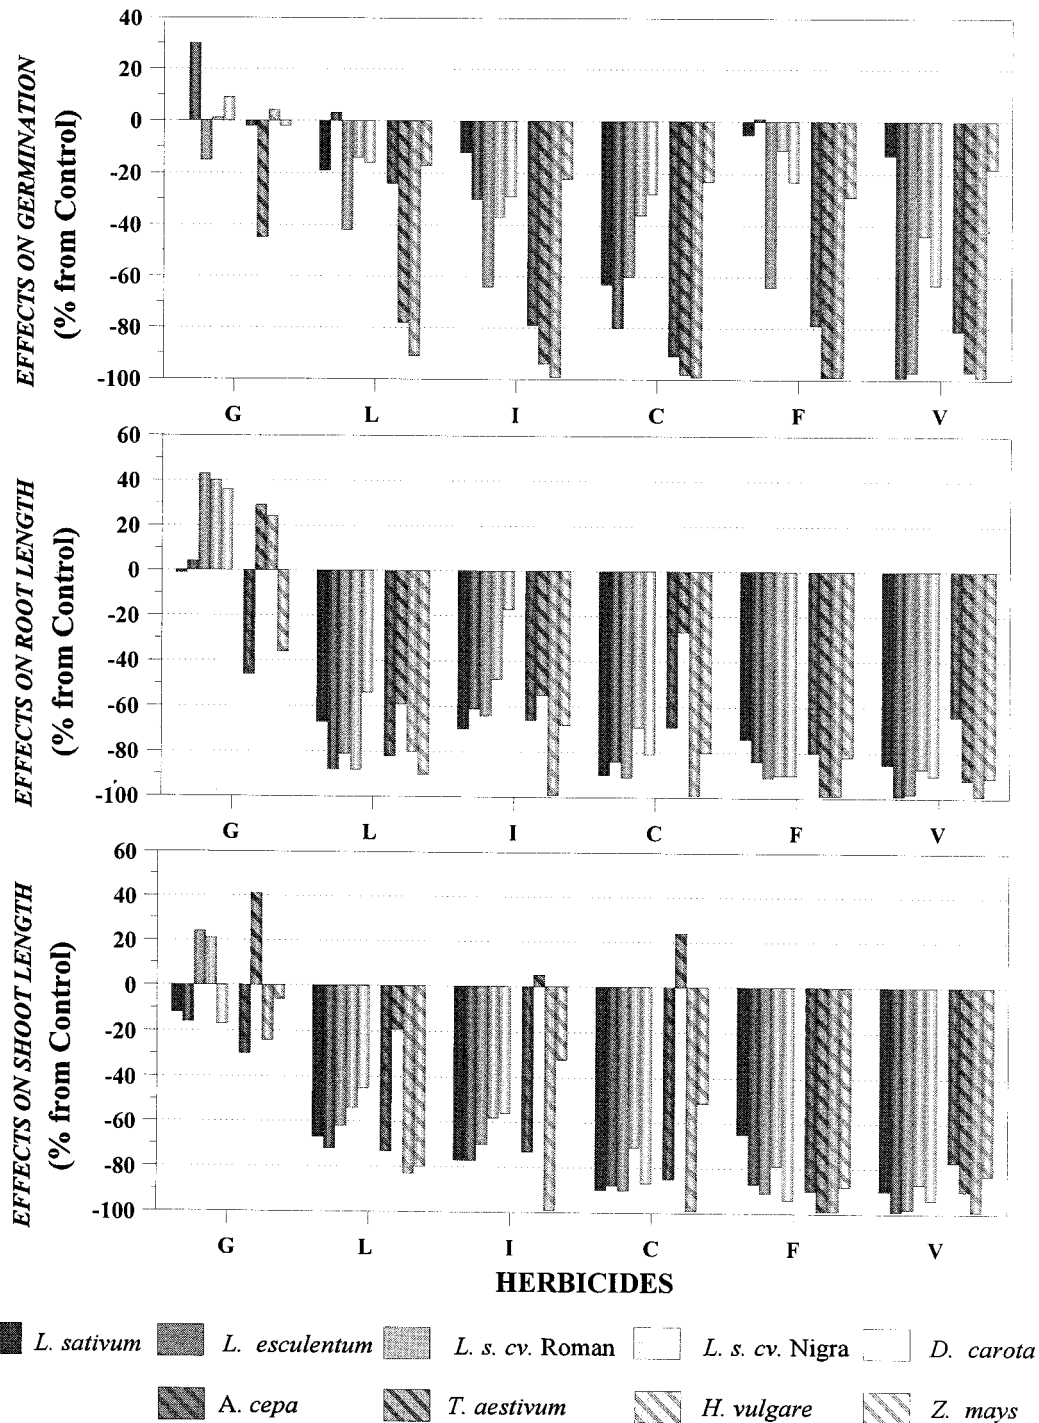 EFFECTS ON GERMINATION
(% from Control)
40
20
0
-20
-40
-60
-80
-100
G L I C F V
EFFECTS ON ROOT LENGTH
(% from Control)
60
40
20
0
-20
-40
-60
-80
-100
G L I C F V
EFFECTS ON SHOOT LENGTH
(% from Control)
60
40
20
0
-20
-40
-60
-80
-100
G L I C F V
HERBICIDES
L. sativum L. esculentum L. s. cv. Roman L. s. cv. Nigra D. carota
A. cepa T. aestivum H. vulgare Z. mays